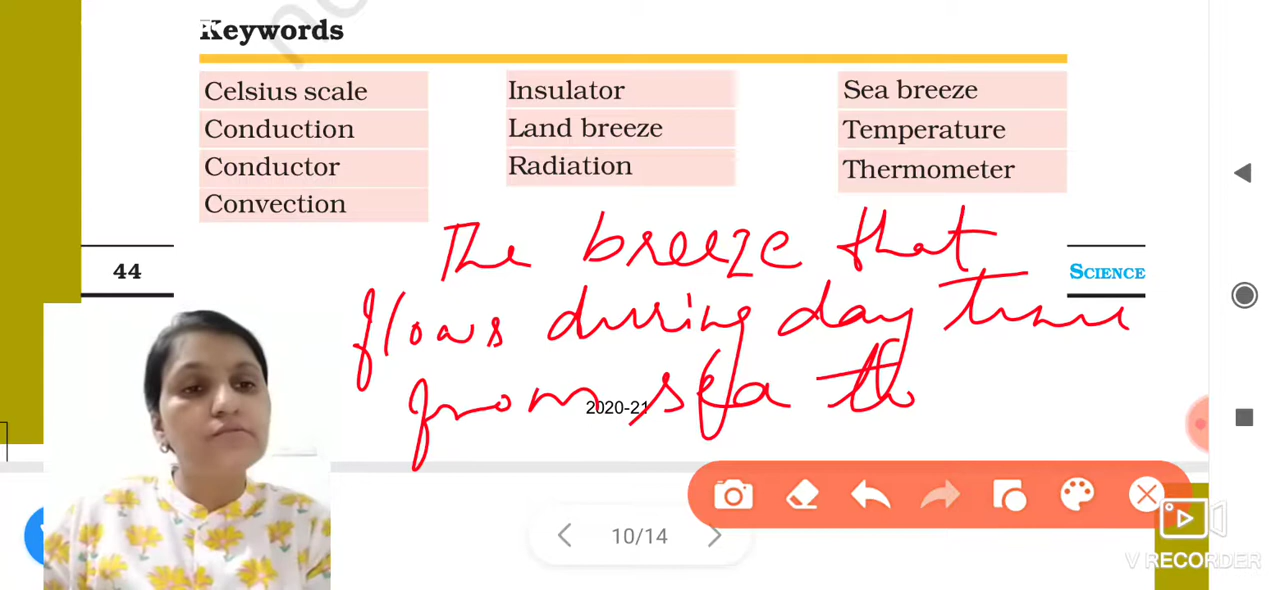 Keywords
Celsius scale
Conduction
Conductor
Convection
Insulator
Land breeze
Radiation
Sea breeze
Temperature
Thermometer
The breeze that
flows during day time
from sea to
44
SCIENCE
2020-21
10/14
V RECORDER